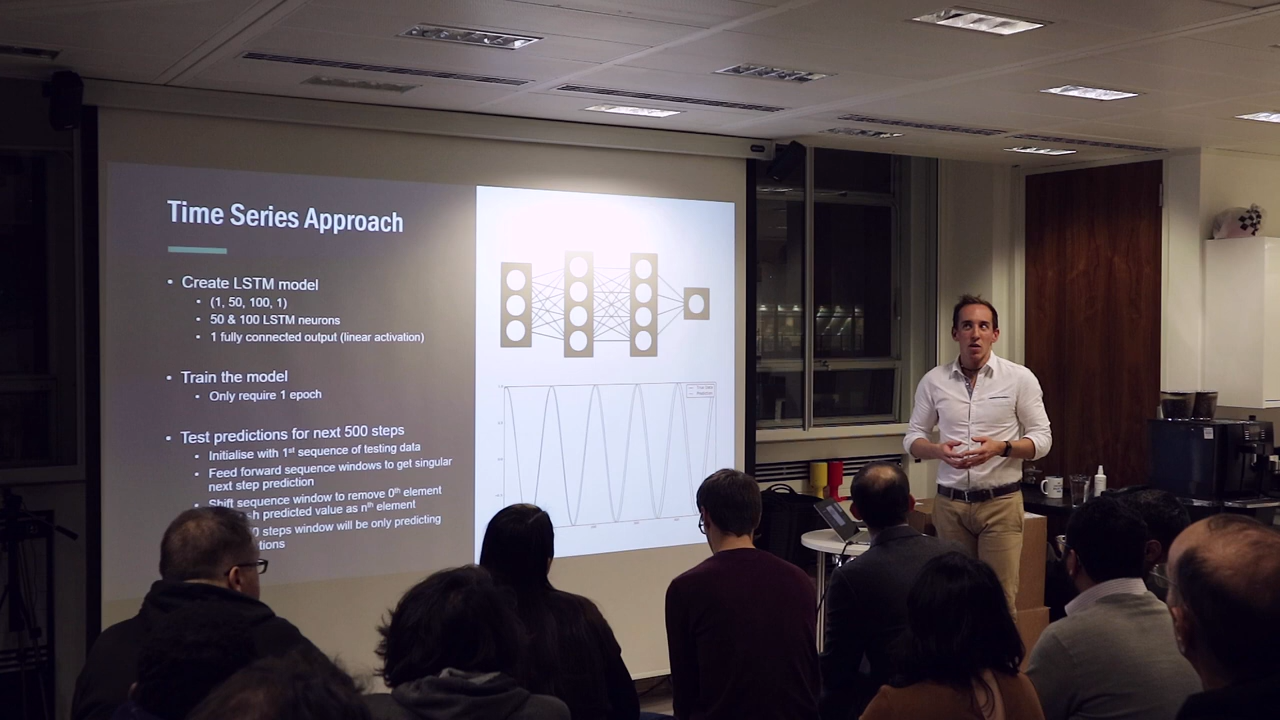 Time Series Approach
Create LSTM model
(1, 50, 100, 1)
50 & 100 LSTM neurons
1 fully connected output (linear activation)
Train the model
Only require 1 epoch
Test predictions for next 500 steps
Initialise with 1st sequence of testing data
Feed forward sequence windows to get singular
next step prediction
Shift sequence window to remove 0th element
predicted value as nth element
steps window will be only predicting